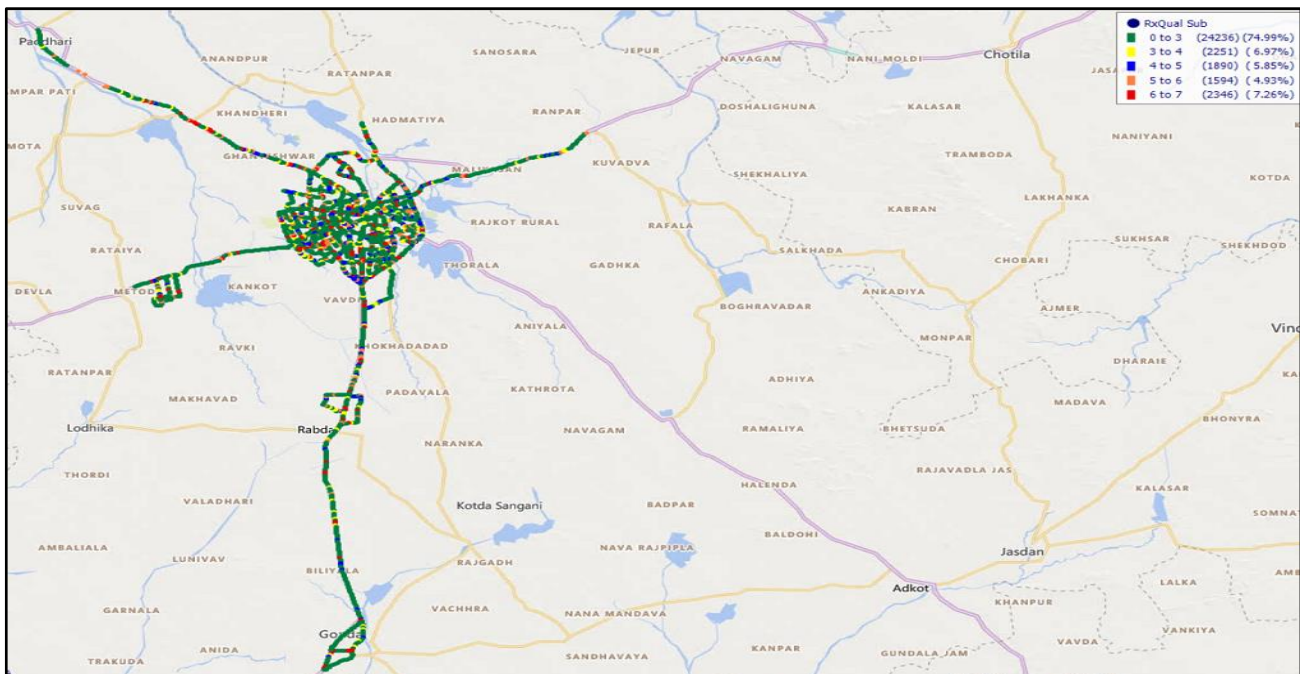 RxQual Sub
0 to 3 (24236) (74.99%)
3 to 4 (2251) ( 6.97%)
4 to 5 (1890) ( 5.85%)
5 to 6 (1594) ( 4.93%)
6 to 7 (2346) ( 7.26%)
Paddhari
SANOSARA
JEPUR
NAVAGAM
NANI MOLDI
Chotila
ANANDPUR
RATANPAR
AMPAR PATI
KHANDHERI
HADMATIYA
RANPAR
DOSHALIGHUNA
KALASAR
NANIYANI
MOTA
KUVADVA
TRAMBODA
SHEKHALIYA
KOTDA
LAKHANKA
SUVAG
RAJKOT RURAL
RAFALA
KABRAN
SUKHSAR
SHEKHDOD
RATAIYA
SALKHADA
THORALA
GADHKA
CHOBARI
DEVLA
METODA
KANKOT
VAVDI
BOGHRAVADAR
ANKADIYA
AJMER
ANIYALA
Vinc
MONPAR
RAVKI
KHOKHADADAD
DHARAIE
RATANPAR
KATHROTA
ADHIYA
MAKHAVAD
PADAVALA
MADAVA
BHONYRA
Lodhika
Rabda
NAVAGAM
RAMALIYA
BHETSUDA
NARANKA
RAJAVADLA JAS
THORDI
HALENDA
KALASAR
VALADHARI
Kotda Sangani
BADPAR
SOMNAT
BALDOHI
AMBALIALA
NAVA RAJPIPLA
Jasdan
LUNIVAV
RAJGADH
BILIYALA
LALKA
Adkot
KHANPUR
GARNALA
VACHHRA
NANA MANDAVA
VANKIYA
Gonda
VAVDA
ANIDA
KANPAR
TRAKUDA
SANDHAVAYA
GUNDALA JAM